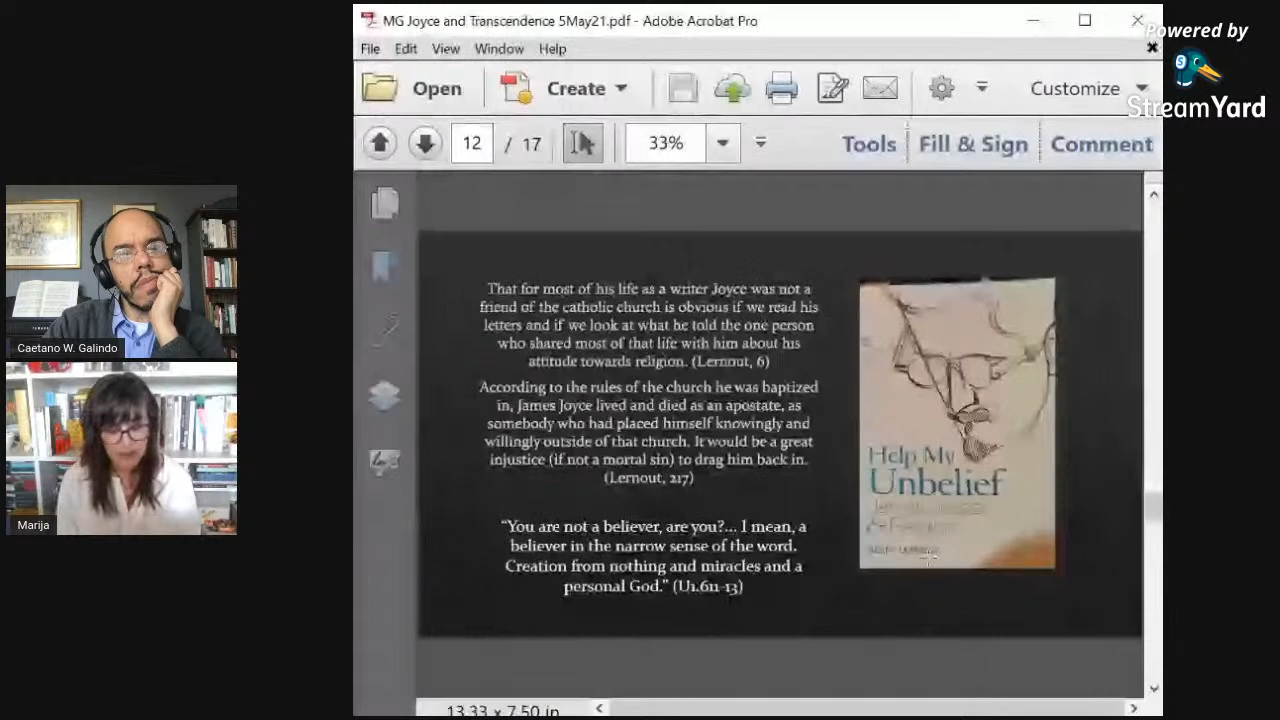 MG Joyce and Transcendence 5May21.pdf - Adobe Acrobat Pro
File Edit View Window Help
Powered by
StreamYard
Open Create Customize
12 / 17 33% Tools Fill & Sign Comment
That for most of his life as a writer Joyce was not a
friend of the catholic church is obvious if we read his
letters and if we look at what he told the one person
who shared most of that life with him about his
attitude towards religion. (Lernout, 6)
According to the rules of the church he was baptized
in, James Joyce lived and died as an apostate, as
somebody who had placed himself knowingly and
willingly outside of that church. It would be a great
injustice (if not a mortal sin) to drag him back in.
(Lernout, 217)
"You are not a believer, are you?... I mean, a
believer in the narrow sense of the word.
Creation from nothing and miracles and a
personal God." (U1.611-13)
Help My
Unbelief
Caetano W. Galindo
Marija
13.33 x 7.50 in